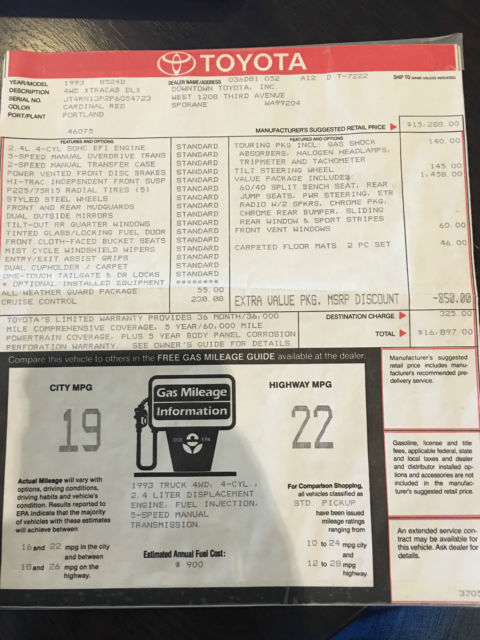 TOYOTA
YEAR/MODEL 1993 8524D
DESCRIPTION 4WD XTRACAB DLX
SERIAL NO. JT4RN13P2P6054723
COLOR CARDINAL RED
PORT/PLANT PORTLAND
DEALER NAME/ADDRESS 036D81 032 A12 D T-7222
DOWNTOWN TOYOTA, INC.
WEST 1208 THIRD AVENUE
SPOKANE WA99204
SHIP TO (SAME UNLESS INDICATED)
46075
MANUFACTURER'S SUGGESTED RETAIL PRICE $15,288.00
FEATURES AND OPTIONS
2.4L 4-CYL SOHC EFI ENGINE STANDARD
5-SPEED MANUAL OVERDRIVE TRANS STANDARD
2-SPEED MANUAL TRANSFER CASE STANDARD
POWER VENTED FRONT DISC BRAKES STANDARD
HI-TRAC INDEPENDENT FRONT SUSP STANDARD
P225/75R15 RADIAL TIRES (5) STANDARD
STYLED STEEL WHEELS STANDARD
FRONT AND REAR MUDGUARDS STANDARD
DUAL OUTSIDE MIRRORS STANDARD
TILT-OUT RR QUARTER WINDOWS STANDARD
TINTED GLASS/LOCKING FUEL DOOR STANDARD
FRONT CLOTH-FACED BUCKET SEATS STANDARD
MIST CYCLE WINDSHIELD WIPERS STANDARD
ENTRY/EXIT ASSIST GRIPS STANDARD
DUAL CUPHOLDER / CARPET STANDARD
ONE-TOUCH TAILGATE & DR LOCKS STANDARD
* OPTIONAL INSTALLED EQUIPMENT ********
ALL WEATHER GUARD PACKAGE 55.00
CRUISE CONTROL 230.00
FEATURES AND OPTIONS
TOURING PKG INCL: GAS SHOCK 140.00
ABSORBERS, HALOGEN HEADLAMPS,
TRIPMETER AND TACHOMETER
TILT STEERING WHEEL 145.00
VALUE PACKAGE INCLUDES: 1,458.00
60/40 SPLIT BENCH SEAT, REAR
JUMP SEATS, PWR STEERING, ETR
RADIO W/2 SPKRS, CHROME PKG,
CHROME REAR BUMPER, SLIDING
REAR WINDOW & SPORT STRIPES
FRONT VENT WINDOWS 60.00
CARPETED FLOOR MATS 2 PC SET 46.00
EXTRA VALUE PKG. MSRP DISCOUNT -850.00
TOYOTA'S LIMITED WARRANTY PROVIDES 36 MONTH/36,000
MILE COMPREHENSIVE COVERAGE, 5 YEAR/60,000 MILE
POWERTRAIN COVERAGE, PLUS 5 YEAR BODY PANEL CORROSION
PERFORATION WARRANTY. SEE OWNER'S GUIDE FOR DETAILS.
DESTINATION CHARGE 325.00
TOTAL $16,897.00
Compare this vehicle to others in the FREE GAS MILEAGE GUIDE available at the dealer.
CITY MPG
19
Gas Mileage
Information
DOE EPA
HIGHWAY MPG
22
Actual Mileage will vary with
options, driving conditions,
driving habits and vehicle's
condition. Results reported to
EPA indicate that the majority
of vehicles with these estimates
will achieve between
16 and 22 mpg in the city
and between
18 and 26 mpg on the
highway.
1993 TRUCK 4WD, 4-CYL.,
2.4 LITER DISPLACEMENT
ENGINE, FUEL INJECTION,
5-SPEED MANUAL
TRANSMISSION.
Estimated Annual Fuel Cost:
$ 900
For Comparison Shopping,
all vehicles classified as
STD. PICKUP
have been issued
mileage ratings
ranging from
10 to 24 mpg city
and
12 to 28 mpg
highway.
Manufacturer's suggested
retail price includes manu-
facturer's recommended pre-
delivery service.
Gasoline, license and title
fees, applicable federal, state
and local taxes and dealer
and distributor installed op-
tions and accessories are not
included in the manufac-
turer's suggested retail price.
An extended service con-
tract may be available for
this vehicle. Ask dealer for
details.
3705